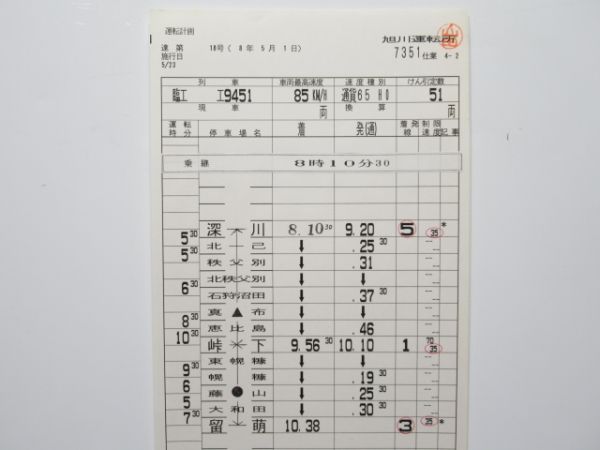 運転計画
達 第 18号( 8年 5月 1日)
施行日
5/23
旭川運転所
7351仕業 4-2
列 車 車両最高速度 速度種別 けん引定数
臨工 工9451 85KM/H 通貨65 H0 51
現車 両 換算 両
運転時分 停車場名 着 発(通) 着発線 制限速度 記事
乗継 8時10分30
深川 8.10 30 9.20 5 35 *
5 30 北一已 ↓ .25 30
5 30 秩父別 ↓ .31
北秩父別 ↓ ↓
6 30 石狩沼田 ↓ .37 30
真布 ↓ ↓
8 30 恵比島 ↓ .46
10 30 峠下 9.56 30 10.10 1 70 35
東幌糠 ↓ ↓
9 30 幌糠 ↓ .19 30
6 藤山 ↓ .25 30
5 大和田 ↓ .30 30
7 30 留萌 10.38 3 35 *